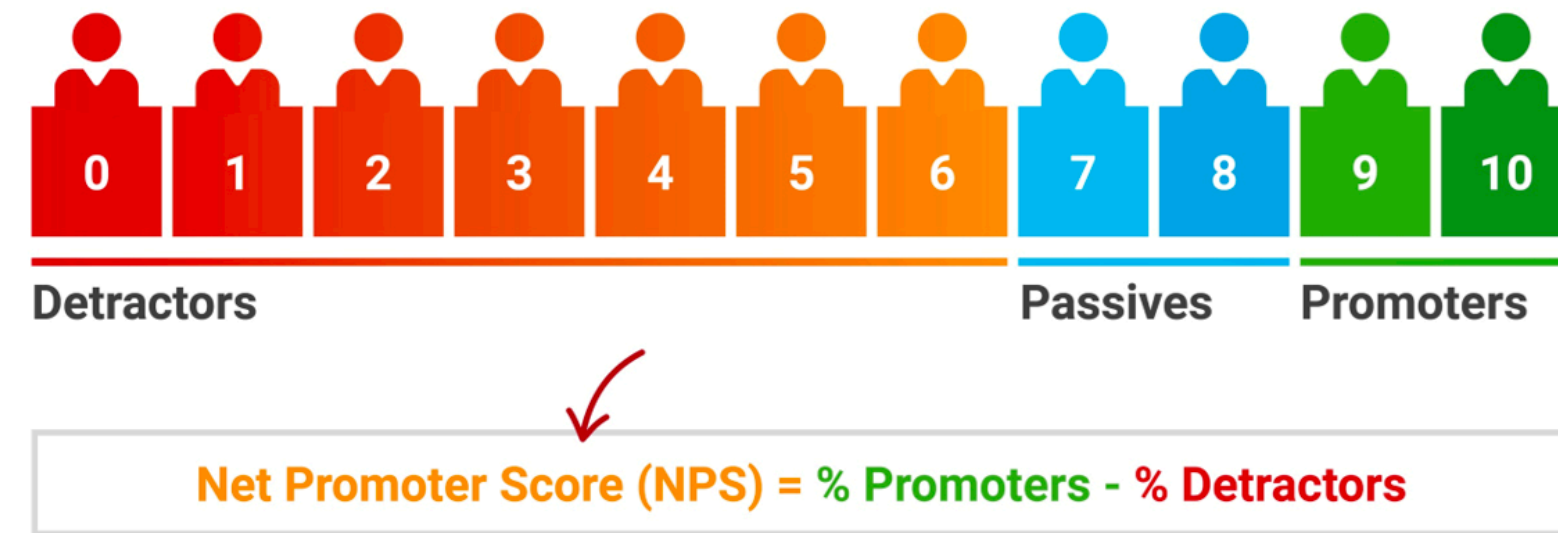 0 1 2 3 4 5 6 7 8 9 10
Detractors Passives Promoters
Net Promoter Score (NPS) = % Promoters - % Detractors